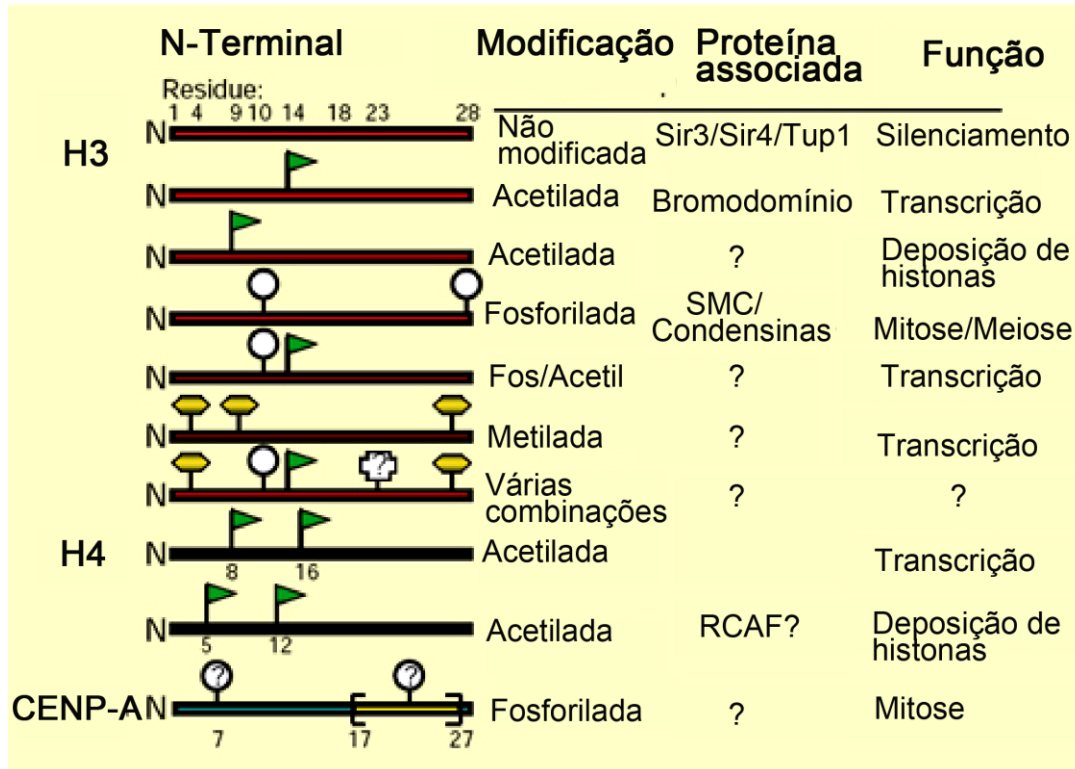 N-Terminal Modificação Proteína associada Função
Residue:
1 4 9 10 14 18 23 28
H3
N Não modificada Sir3/Sir4/Tup1 Silenciamento
N Acetilada Bromodomínio Transcrição
N Acetilada ? Deposição de histonas
N Fosforilada SMC/ Condensinas Mitose/Meiose
N Fos/Acetil ? Transcrição
N Metilada ? Transcrição
? N Várias combinações ? ?
H4 N Acetilada Transcrição
8 16
N Acetilada RCAF? Deposição de histonas
5 12
? ?
CENP-A N Fosforilada ? Mitose
7 17 27